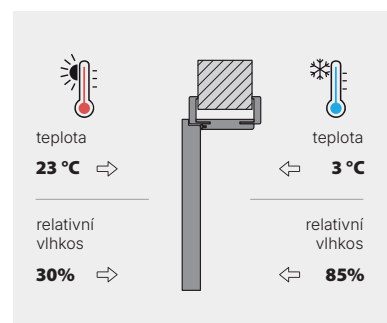 teplota
23 °C
relativní
vlhkos
30%
teplota
3 °C
relativní
vlhkos
85%